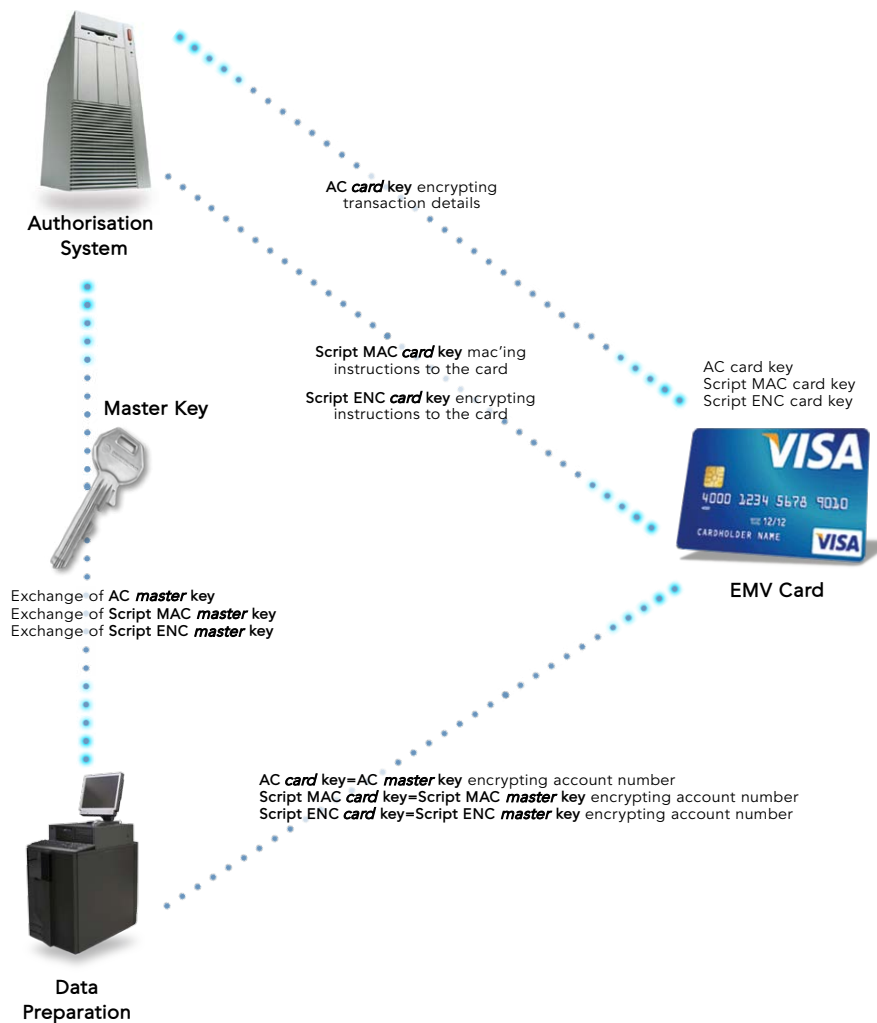 Authorisation
System
AC card key encrypting
transaction details
Script MAC card key mac'ing
instructions to the card
Script ENC card key encrypting
instructions to the card
AC card key
Script MAC card key
Script ENC card key
Master Key
VISA
4000 1234 5678 9010
12/12
CARDHOLDER NAME
VISA
EMV Card
Exchange of AC master key
Exchange of Script MAC master key
Exchange of Script ENC master key
AC card key=AC master key encrypting account number
Script MAC card key=Script MAC master key encrypting account number
Script ENC card key=Script ENC master key encrypting account number
Data
Preparation